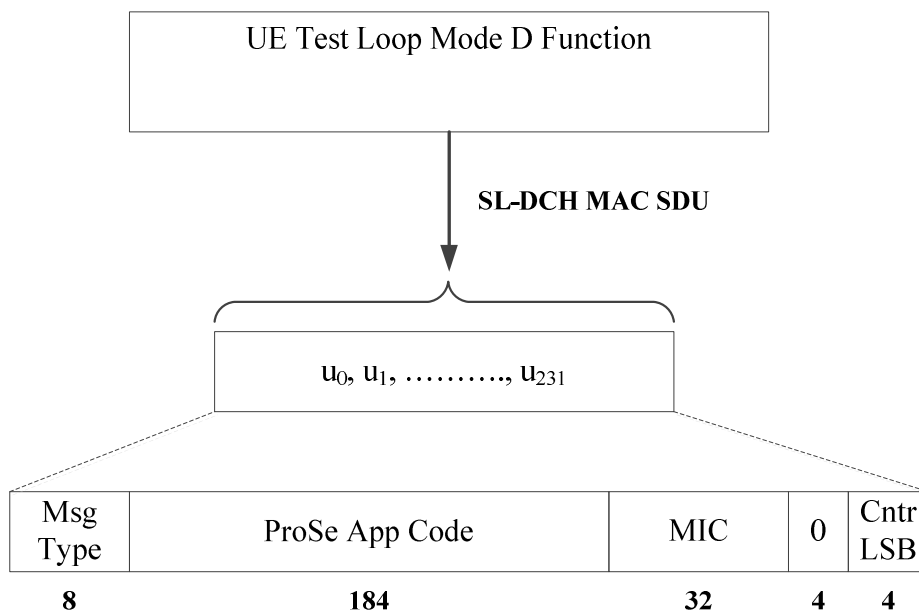 UE Test Loop Mode D Function
SL-DCH MAC SDU
u₀, u₁, ………., u₂₃₁
Msg Type
ProSe App Code
MIC
0
Cntr LSB
8
184
32
4
4